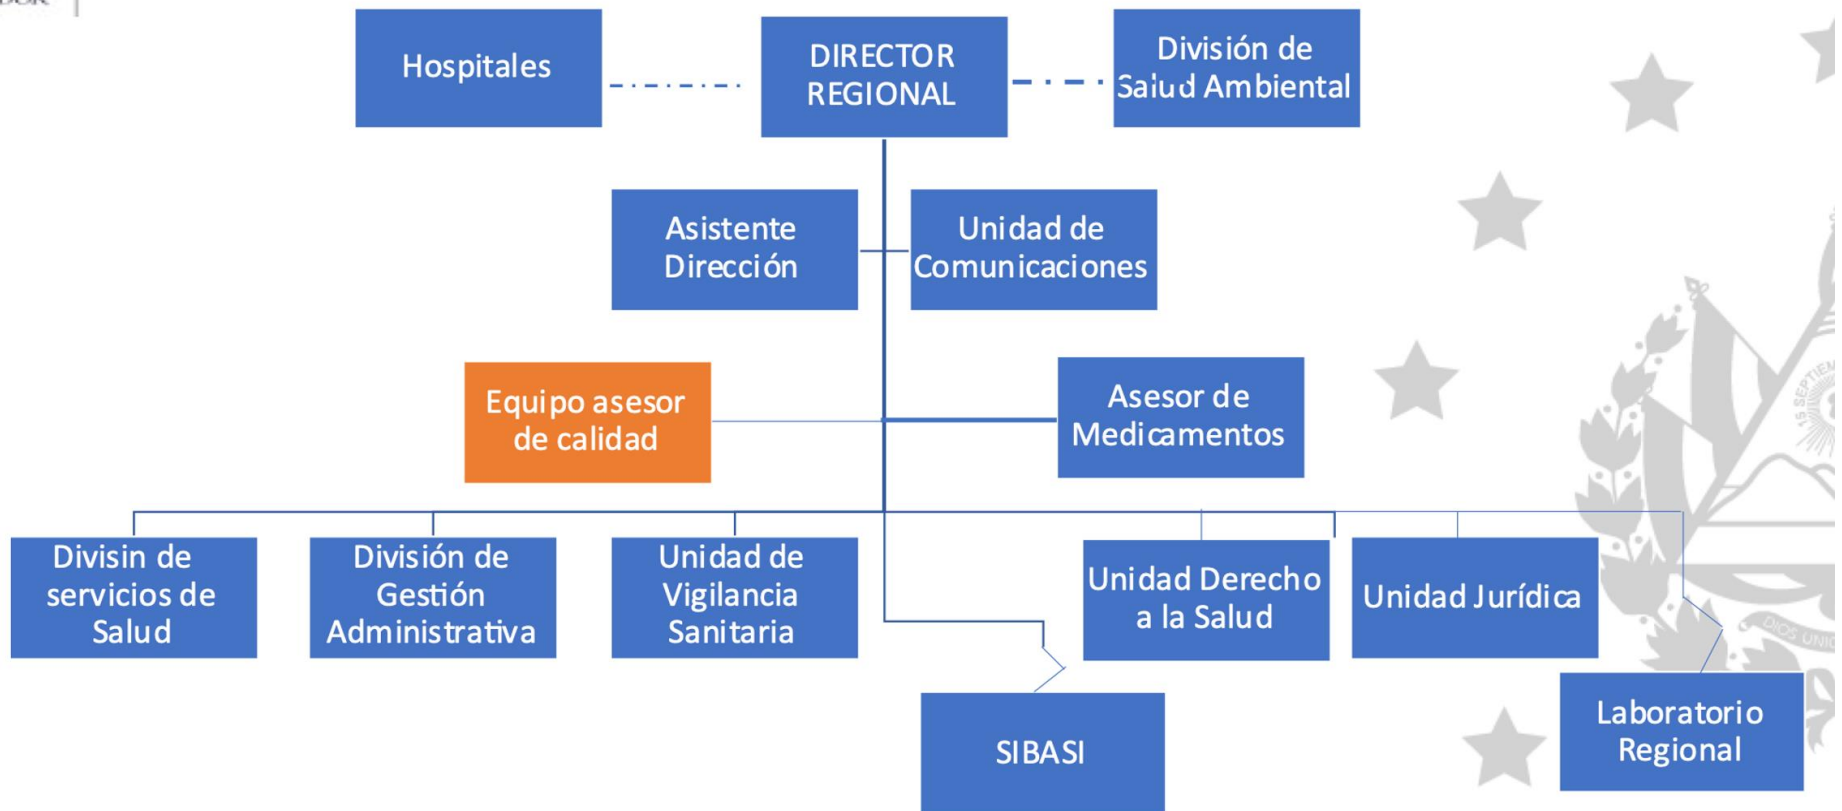 Hospitales
DIRECTOR
REGIONAL
División de
Salud Ambiental
Asistente
Dirección
Unidad de
Comunicaciones
Equipo asesor
de calidad
Asesor de
Medicamentos
Divisin de
servicios de
Salud
División de
Gestión
Administrativa
Unidad de
Vigilancia
Sanitaria
Unidad Derecho
a la Salud
Unidad Jurídica
SIBASI
Laboratorio
Regional
DIOS UNIO